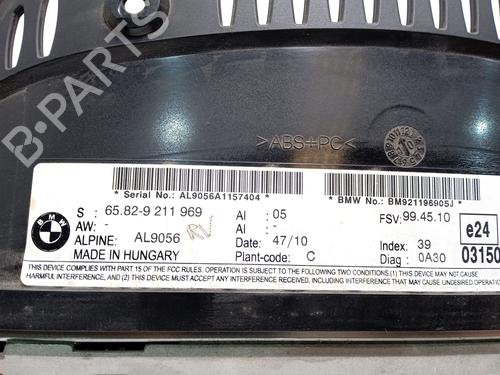 B-PARTS
>ABS+PC<
* Serial No.: AL9056A1157404 *
* BMW No.: BM921196905J *
BMW
S : 65.82-9 211 969
AI : 05
FSV: 99.45.10
e24
AW: -
AI : -
ALPINE: AL9056
Date : 47/10
Index : 39
03150
MADE IN HUNGARY
Plant-code: C
Diag : 0A30
THIS DEVICE COMPLIES WITH PART 15 OF THE FCC RULES. OPERATION IS SUBJECT TO THE FOLLOWING TWO CONDITIONS: (1) THIS DEVICE MAY NOT CAUSE
HARMFUL INTERFERENCE, AND (2) THIS DEVICE MUST ACCEPT ANY INTERFERENCE RECEIVED, INCLUDING INTERFERENCE THAT MAY CAUSE UNDESIRED OPERATION.